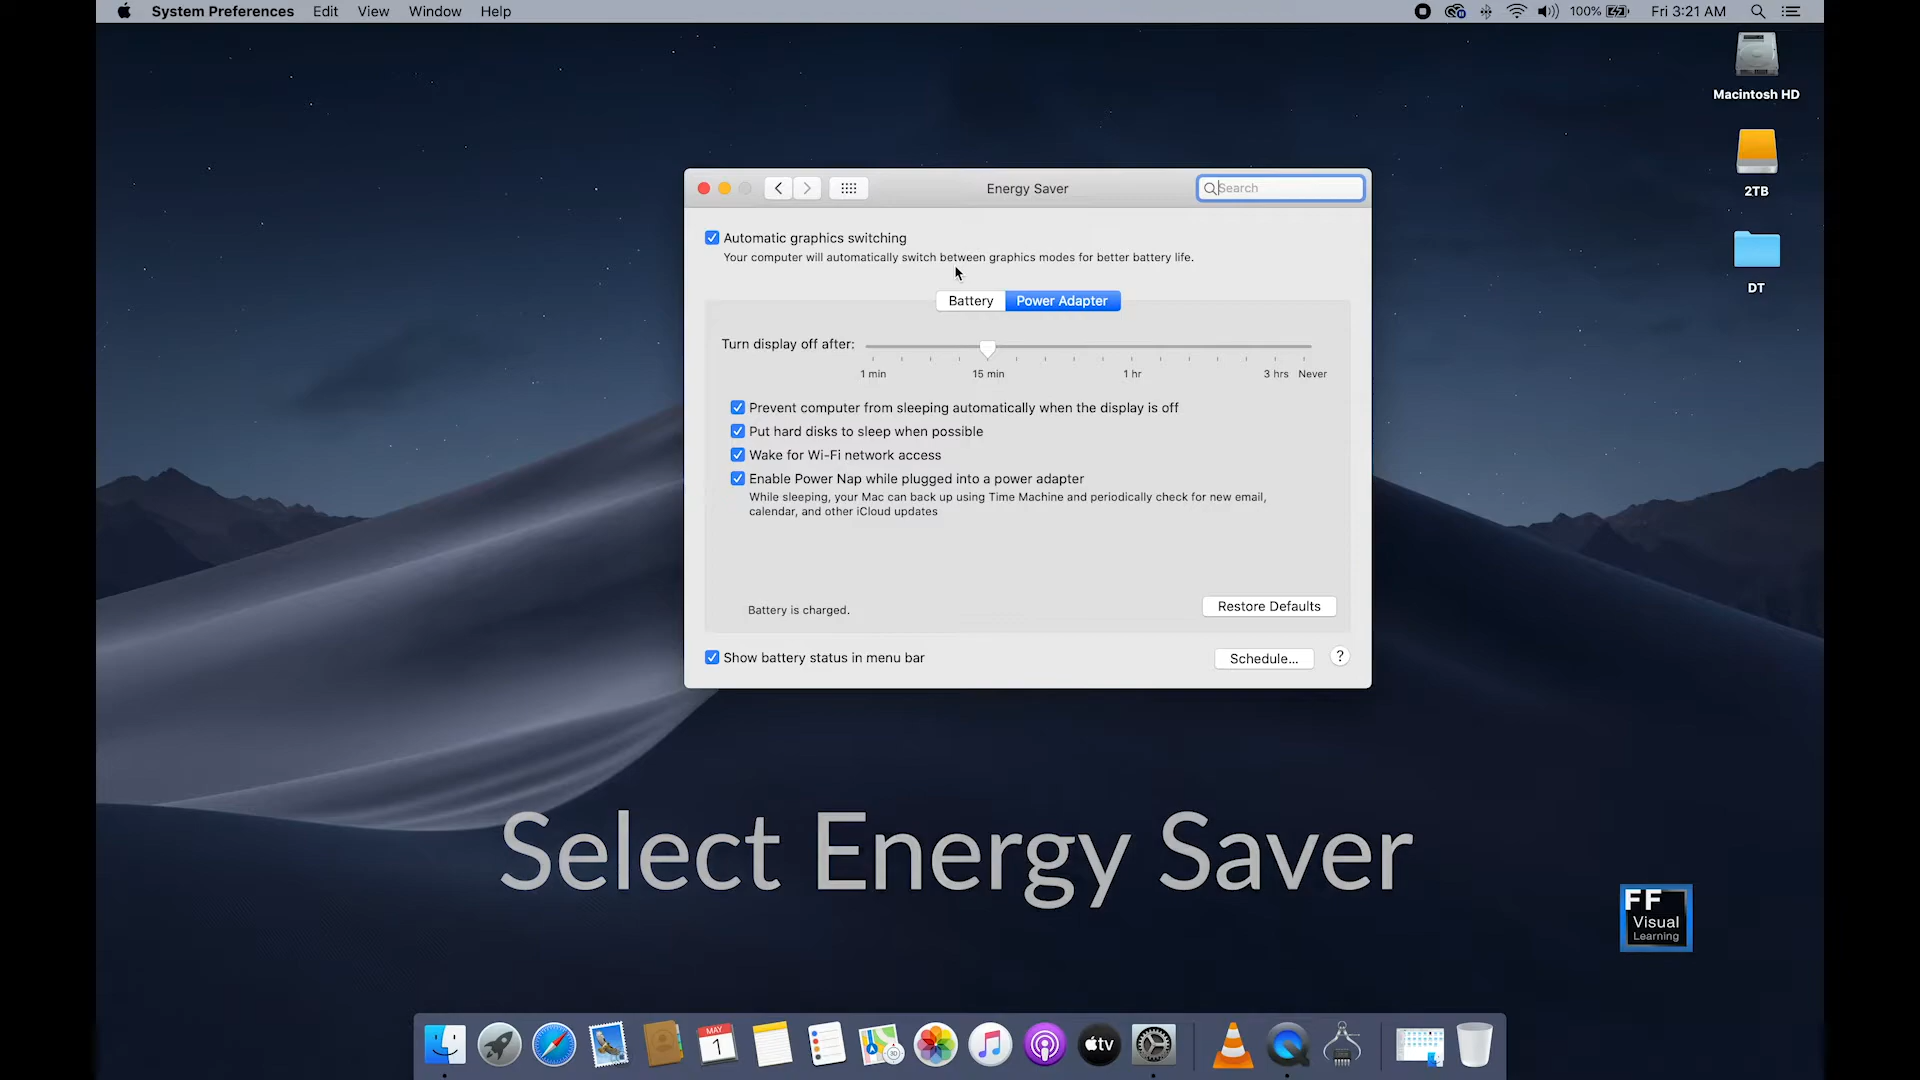 System Preferences Edit View Window Help 100% Fri 3:21 AM
Macintosh HD
2TB
DT
Energy Saver
Search
Automatic graphics switching
Your computer will automatically switch between graphics modes for better battery life.
Battery Power Adapter
Turn display off after:
1 min 15 min 1 hr 3 hrs Never
Prevent computer from sleeping automatically when the display is off
Put hard disks to sleep when possible
Wake for Wi-Fi network access
Enable Power Nap while plugged into a power adapter
While sleeping, your Mac can back up using Time Machine and periodically check for new email,
calendar, and other iCloud updates
Battery is charged.
Restore Defaults
Show battery status in menu bar
Schedule...
?
Select Energy Saver
FF
Visual
Learning
MAY
1
tv